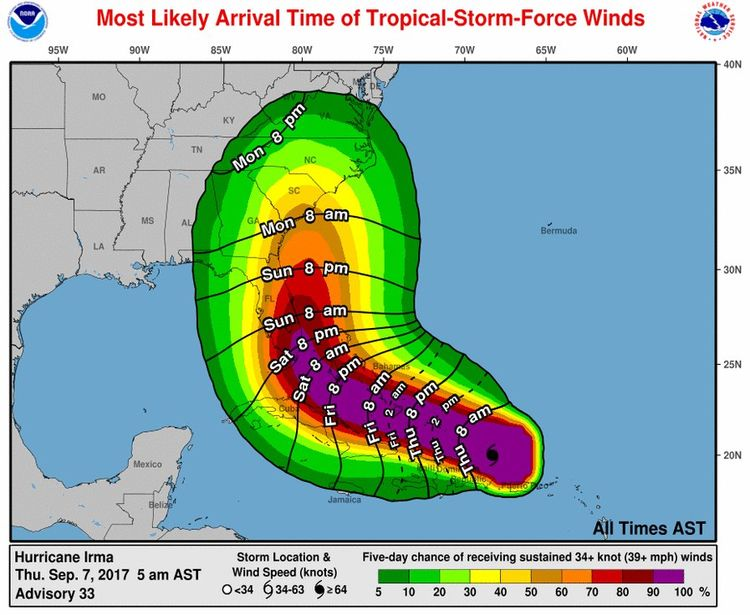 Most Likely Arrival Time of Tropical-Storm-Force Winds
NOAA
95W 90W 85W 80W 75W 70W 65W 60W
40N
35N
30N
25N
20N
MO
KY
VA
DE
TN
NC
AR
SC
MS
AL
GA
LA
FL
Bermuda
Bahamas
Cuba
Mexico
Jamaica
Belize
Puerto Rico
Mon 8 pm
Mon 8 am
Sun 8 pm
Sun 8 am
Sat 8 pm
Sat 8 am
Fri 8 pm
Fri 8 am
Fri 2 am
Thu 8 pm
Thu 2 pm
Thu 8 am
All Times AST
Hurricane Irma
Thu. Sep. 7, 2017 5 am AST
Advisory 33
Storm Location &
Wind Speed (knots)
<34 34-63 ≥ 64
Five-day chance of receiving sustained 34+ knot (39+ mph) winds
5 10 20 30 40 50 60 70 80 90 100 %